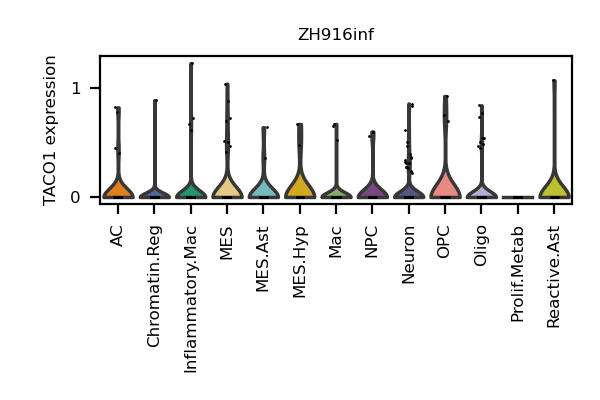 ZH916inf
TACO1 expression
1
0
AC
Chromatin.Reg
Inflammatory.Mac
MES
MES.Ast
MES.Hyp
Mac
NPC
Neuron
OPC
Oligo
Prolif.Metab
Reactive.Ast